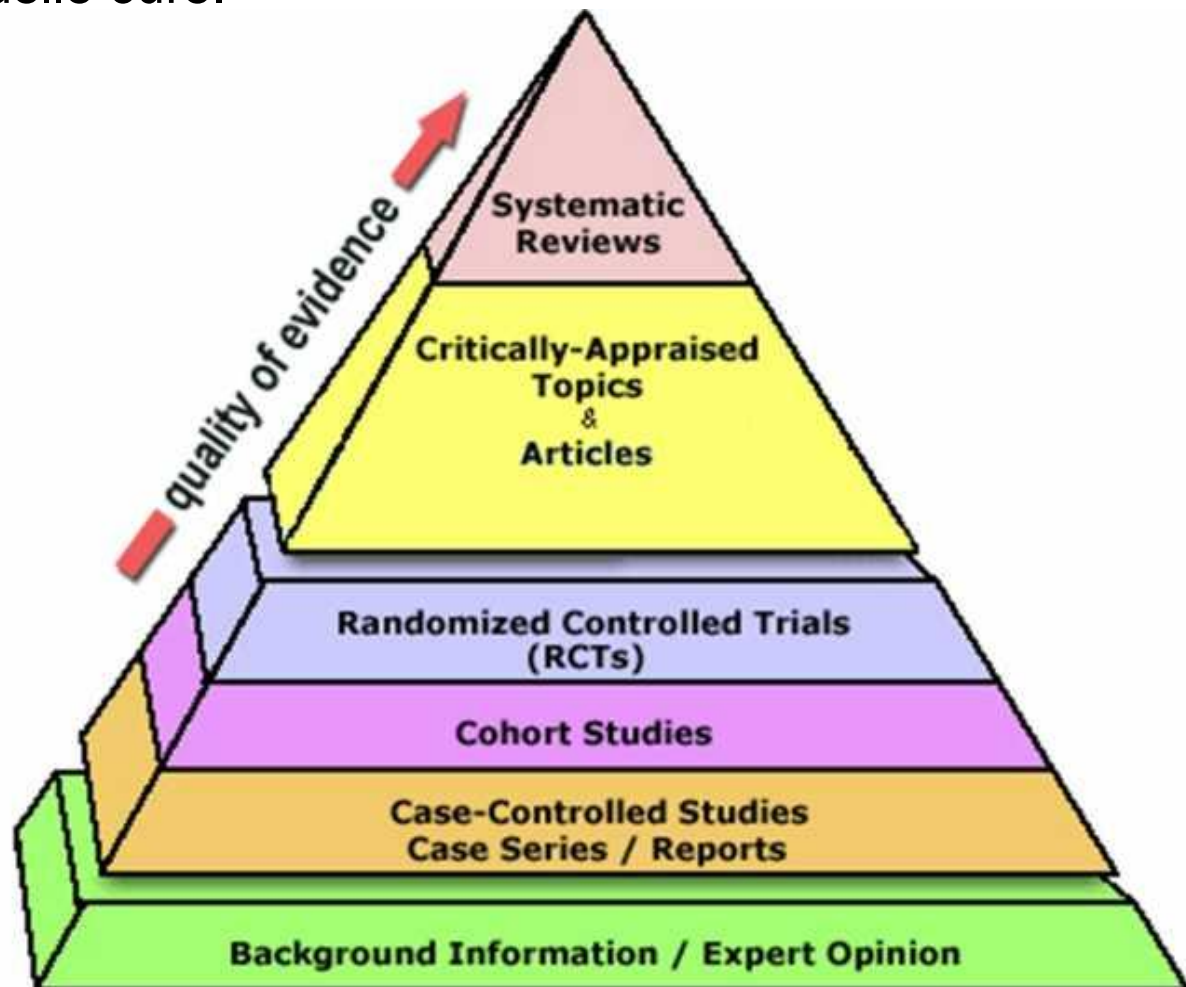 quality of evidence
Systematic
Reviews
Critically-Appraised
Topics
&
Articles
Randomized Controlled Trials
(RCTs)
Cohort Studies
Case-Controlled Studies
Case Series / Reports
Background Information / Expert Opinion